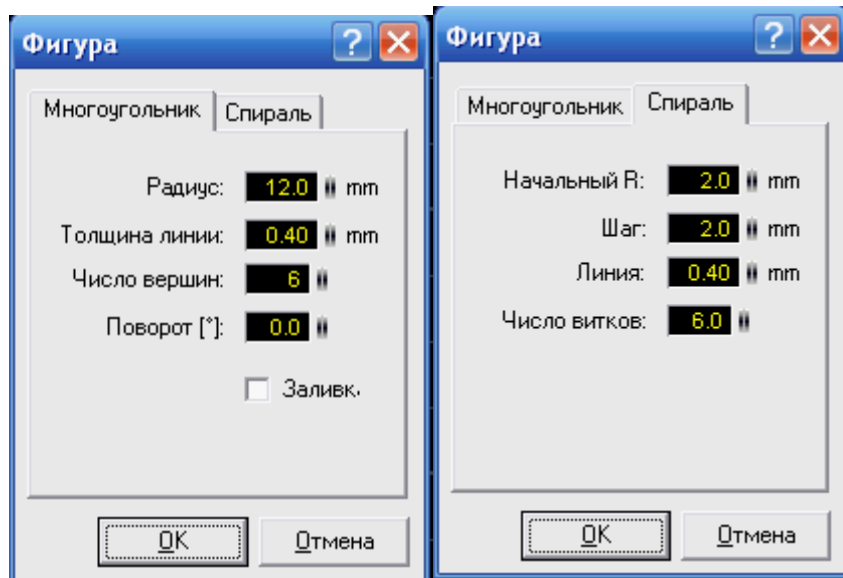 Фигура
Многоугольник Спираль
Радиус: 12.0 mm
Толщина линии: 0.40 mm
Число вершин: 6
Поворот [°]: 0.0
Заливк
OK Отмена
Фигура
Многоугольник Спираль
Начальный R: 2.0 mm
Шаг: 2.0 mm
Линия: 0.40 mm
Число витков: 6.0
OK Отмена